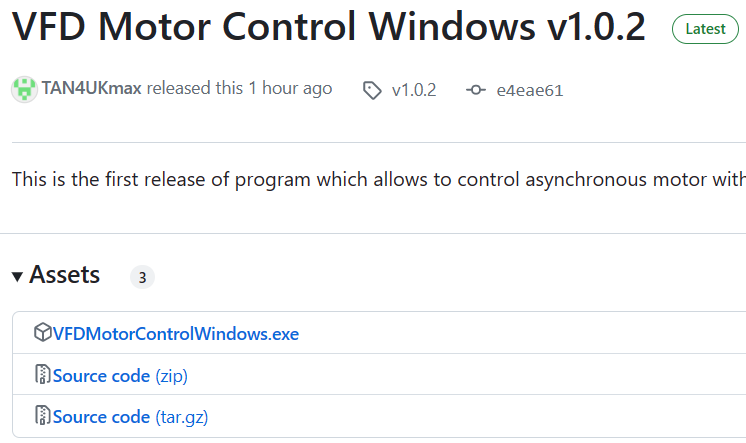 VFD Motor Control Windows v1.0.2 Latest
TAN4UKmax released this 1 hour ago v1.0.2 e4eae61
This is the first release of program which allows to control asynchronous motor with
Assets 3
VFDMotorControlWindows.exe
Source code (zip)
Source code (tar.gz)